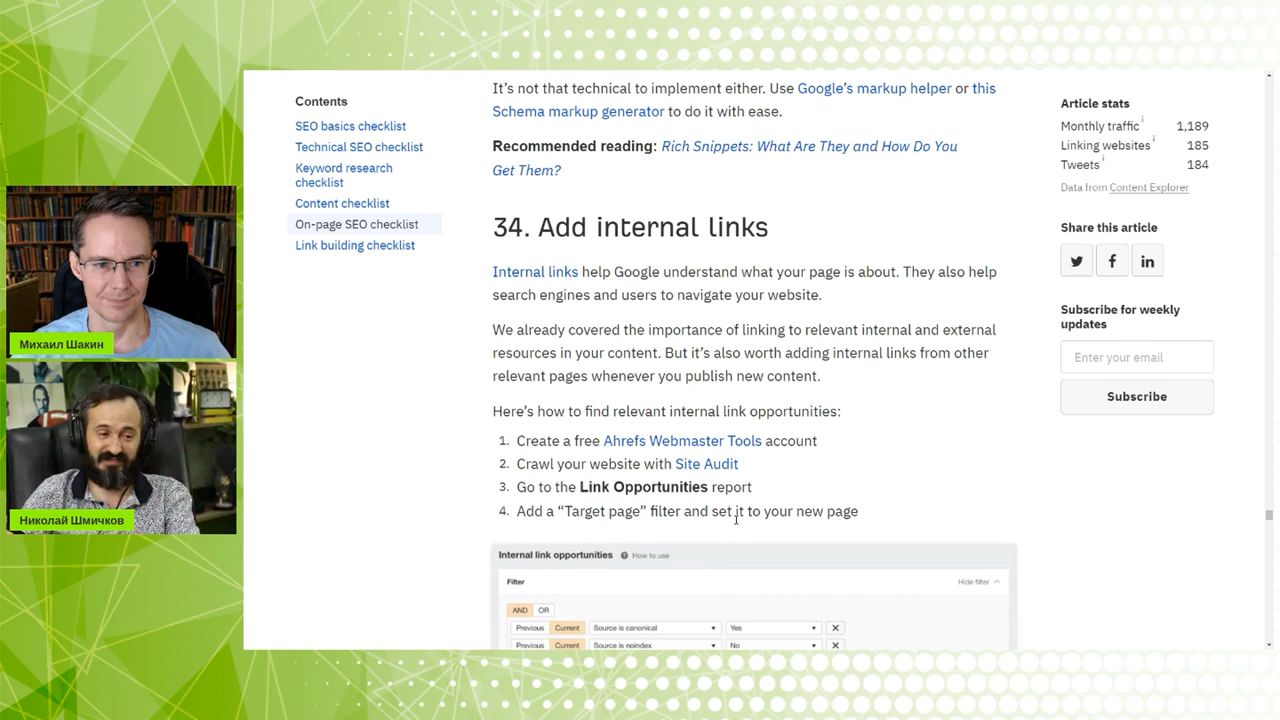 Contents
SEO basics checklist
Technical SEO checklist
Keyword research
checklist
Content checklist
On-page SEO checklist
Link building checklist
Михаил Шакин
Николай Шмичков
It's not that technical to implement either. Use Google's markup helper or this
Schema markup generator to do it with ease.
Recommended reading: Rich Snippets: What Are They and How Do You
Get Them?
34. Add internal links
Internal links help Google understand what your page is about. They also help
search engines and users to navigate your website.
We already covered the importance of linking to relevant internal and external
resources in your content. But it's also worth adding internal links from other
relevant pages whenever you publish new content.
Here's how to find relevant internal link opportunities:
1. Create a free Ahrefs Webmaster Tools account
2. Crawl your website with Site Audit
3. Go to the Link Opportunities report
4. Add a “Target page” filter and set it to your new page
Internal link opportunities ? How to use
Filter Hide filter
AND OR
Previous Current Source is canonical Yes
Previous Current Source is noindex No
Article stats
Monthly traffic i 1,189
Linking websites i 185
Tweets i 184
Data from Content Explorer
Share this article
Subscribe for weekly
updates
Enter your email
Subscribe